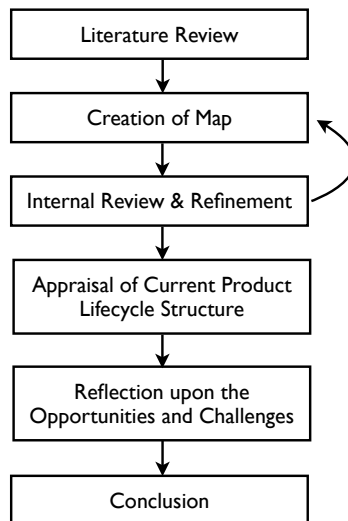 Literature Review
Creation of Map
Internal Review & Refinement
Appraisal of Current Product
Lifecycle Structure
Reflection upon the
Opportunities and Challenges
Conclusion